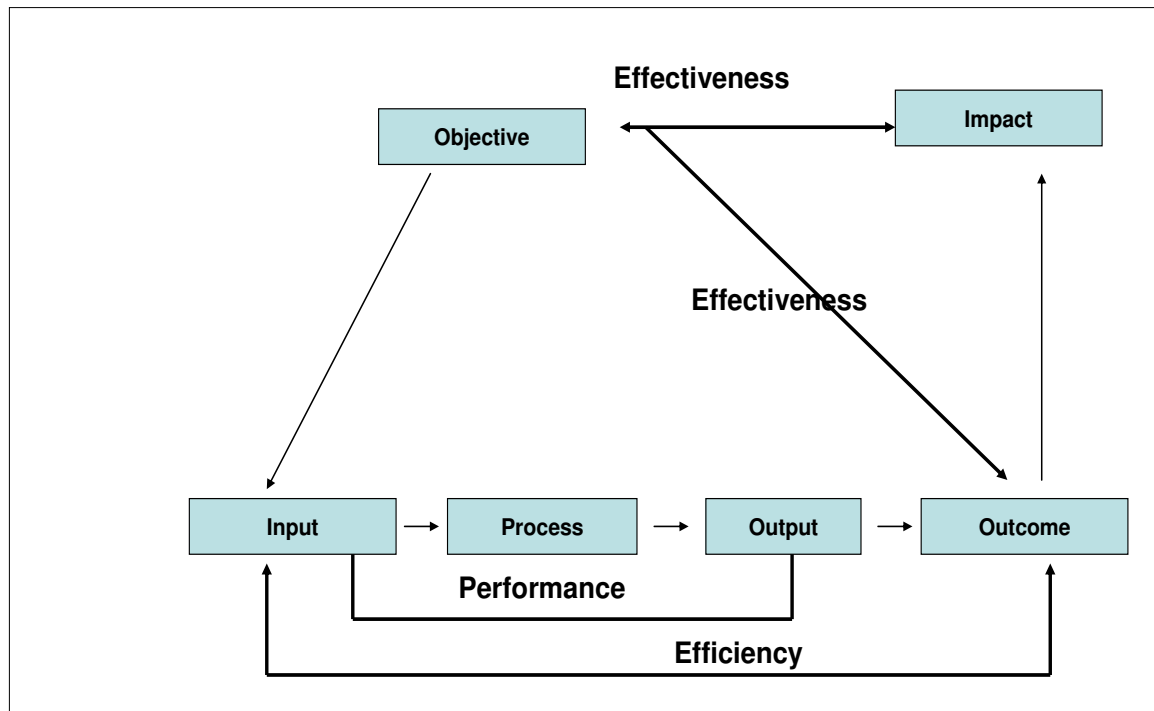 Effectiveness
Objective
Impact
Effectiveness
Input
Process
Output
Outcome
Performance
Efficiency